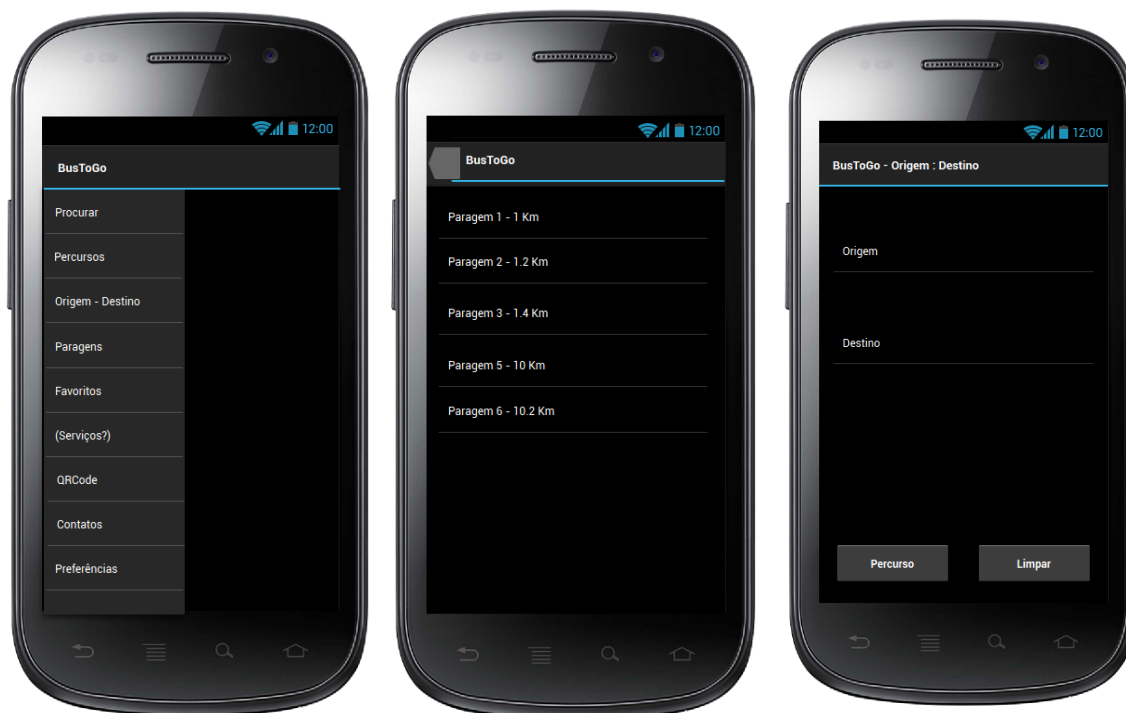 12:00
BusToGo
Procurar
Percursos
Origem - Destino
Paragens
Favoritos
(Serviços?)
QRCode
Contatos
Preferências
12:00
BusToGo
Paragem 1 - 1 Km
Paragem 2 - 1.2 Km
Paragem 3 - 1.4 Km
Paragem 5 - 10 Km
Paragem 6 - 10.2 Km
12:00
BusToGo - Origem : Destino
Origem
Destino
Percurso
Limpar